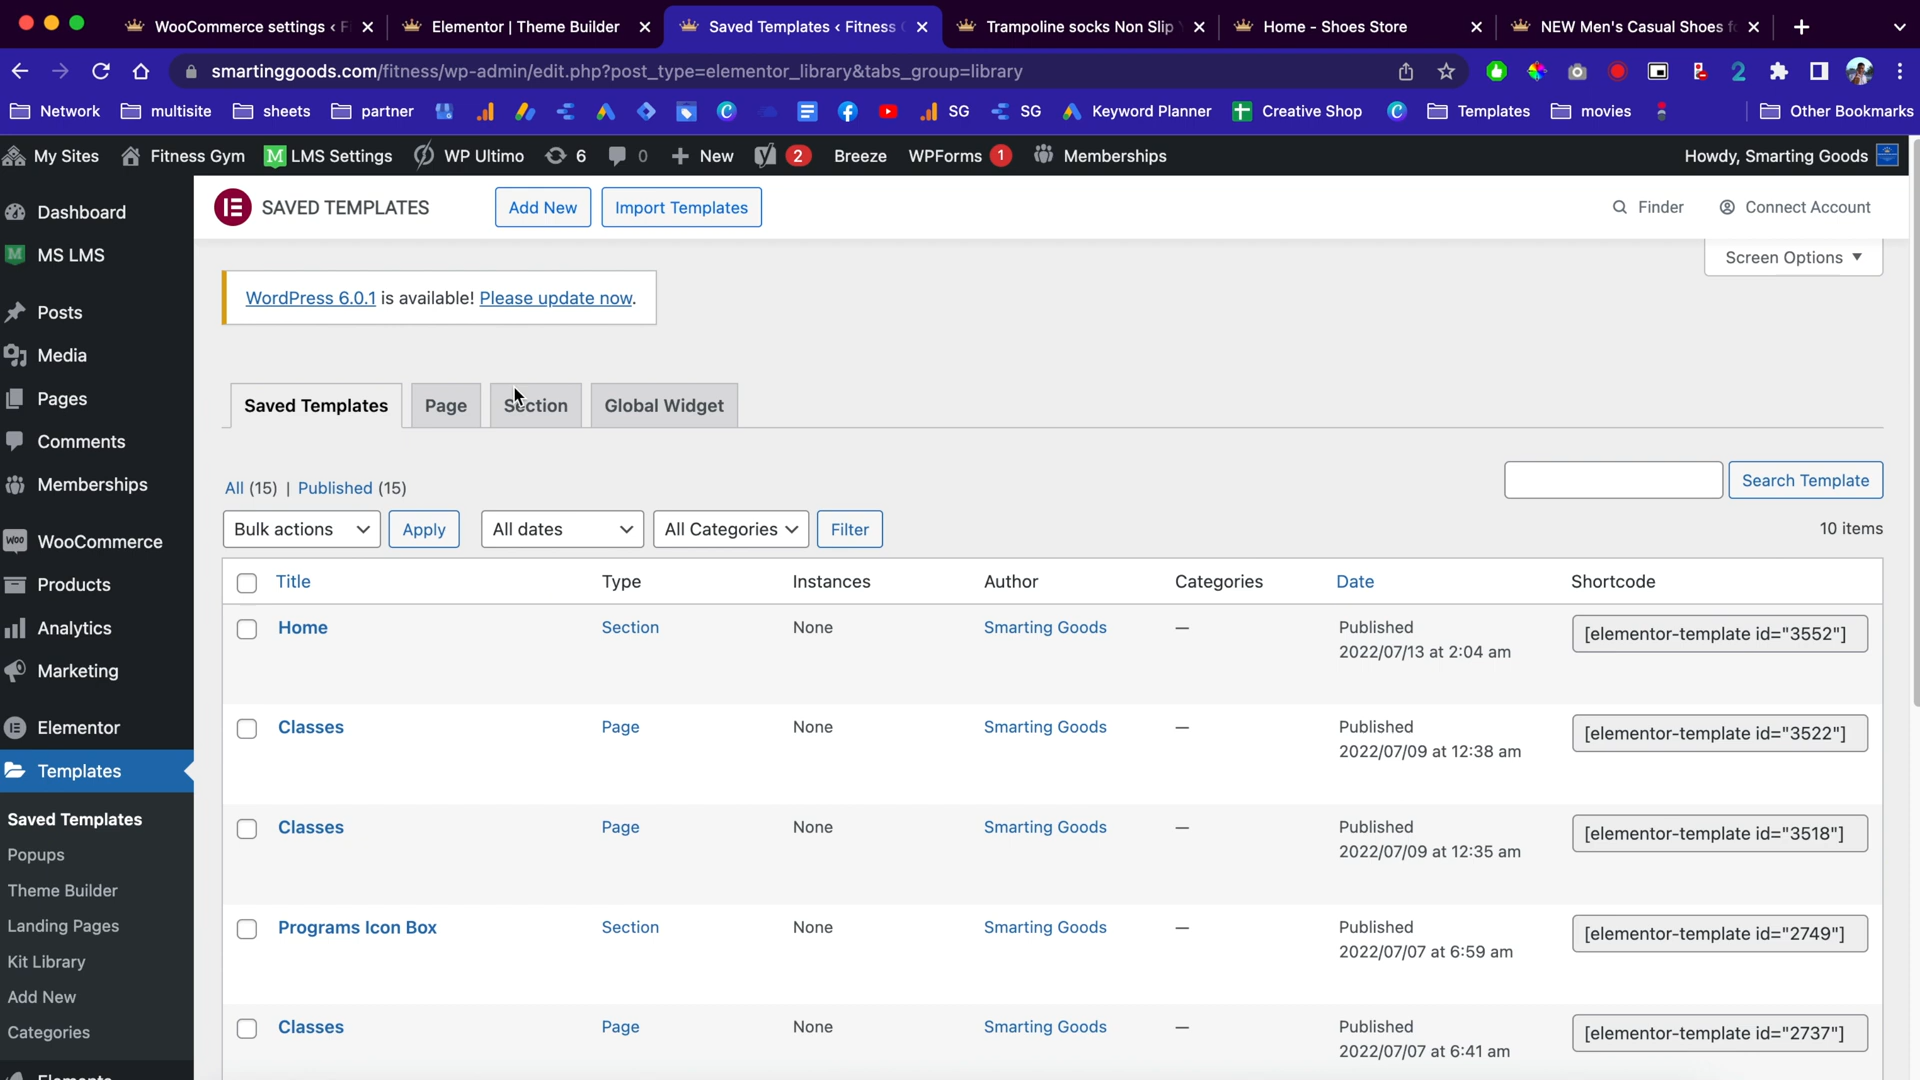 WooCommerce settings ‹ F
Elementor | Theme Builder
Saved Templates ‹ Fitness
Trampoline socks Non Slip
Home - Shoes Store
NEW Men's Casual Shoes f
smartinggoods.com/fitness/wp-admin/edit.php?post_type=elementor_library&tabs_group=library
Network
multisite
sheets
partner
SG
SG
Keyword Planner
Creative Shop
Templates
movies
Other Bookmarks
My Sites
Fitness Gym
LMS Settings
WP Ultimo
6
0
New
2
Breeze
WPForms 1
Memberships
Howdy, Smarting Goods
Dashboard
MS LMS
Posts
Media
Pages
Comments
Memberships
WooCommerce
Products
Analytics
Marketing
Elementor
Templates
Saved Templates
Popups
Theme Builder
Landing Pages
Kit Library
Add New
Categories
SAVED TEMPLATES
Add New
Import Templates
Finder
Connect Account
Screen Options
WordPress 6.0.1 is available! Please update now.
Saved Templates
Page
Section
Global Widget
All (15) | Published (15)
Search Template
Bulk actions
Apply
All dates
All Categories
Filter
10 items
Title Type Instances Author Categories Date Shortcode
Home Section None Smarting Goods — Published [elementor-template id="3552"]
2022/07/13 at 2:04 am
Classes Page None Smarting Goods — Published [elementor-template id="3522"]
2022/07/09 at 12:38 am
Classes Page None Smarting Goods — Published [elementor-template id="3518"]
2022/07/09 at 12:35 am
Programs Icon Box Section None Smarting Goods — Published [elementor-template id="2749"]
2022/07/07 at 6:59 am
Classes Page None Smarting Goods — Published [elementor-template id="2737"]
2022/07/07 at 6:41 am